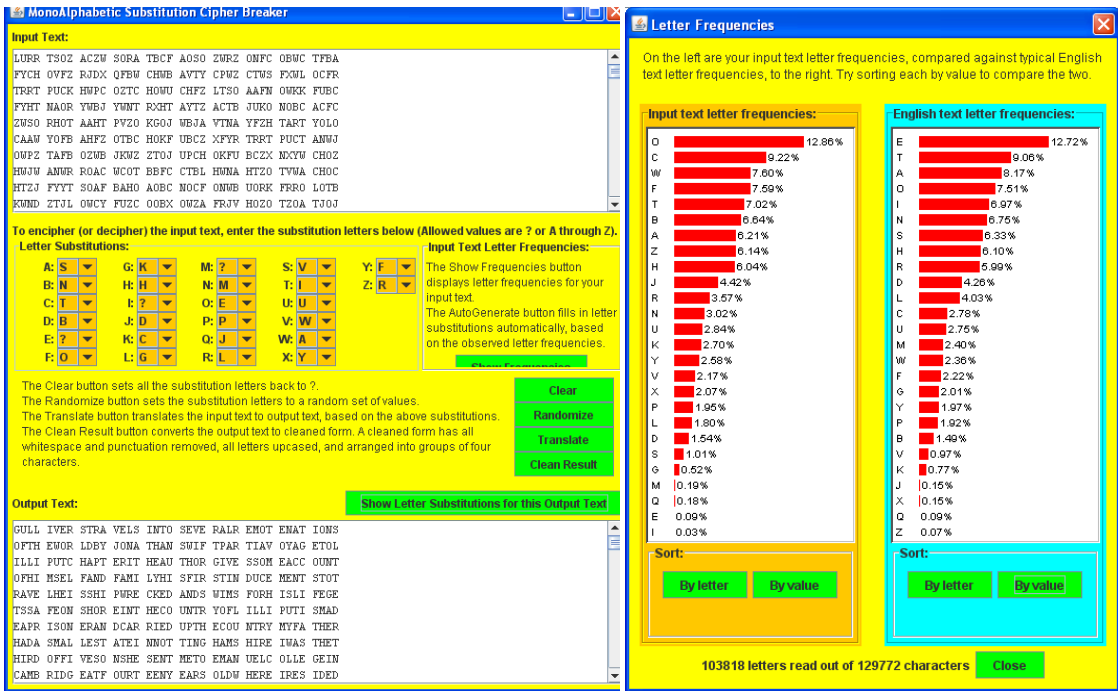 MonoAlphabetic Substitution Cipher Breaker
Input Text:
LURR TSOZ ACZW SORA TBCF AOSO ZWRZ ONFC OBWC TFBA
FYCH OVFZ RJDX QFBW CHWB AVTY CPWZ CTWS FXWL OCFR
TRRT PUCK HWPC OZTC HOWU CHFZ LTSO AAFN OWKK FUBC
FYHT NAOR YWBJ YWNT RXHT AYTZ ACTB JUKO NOBC ACFC
ZWSO RHOT AAHT PVZO KGOJ WBJA VTNA YFZH TART YOLO
CAAW YOFB AHFZ OTBC HOKF UBCZ XFYR TRRT PUCT ANWJ
OWPZ TAFB OZWB JKWZ ZTOJ UPCH OKFU BCZX NXYW CHOZ
HWJW ANWR ROAC WCOT BBFC CTBL HWNA HTZO TVWA CHOC
HTZJ FYYT SOAF BAHO AOBC NOCF ONWB UORK FRRO LOTB
KWND ZTJL OWCY FUZC OOBX OWZA FRJV HOZO TZOA TJOJ
To encipher (or decipher) the input text, enter the substitution letters below (Allowed values are ? or A through Z).
Letter Substitutions:
A: S G: K M: ? S: V Y: F
B: N H: H N: M T: I Z: R
C: T I: ? O: E U: U
D: B J: D P: P V: W
E: ? K: C Q: J W: A
F: O L: G R: L X: Y
Input Text Letter Frequencies:
The Show Frequencies button
displays letter frequencies for your
input text.
The AutoGenerate button fills in letter
substitutions automatically, based
on the observed letter frequencies.
Show Frequencies
The Clear button sets all the substitution letters back to ?.
The Randomize button sets the substitution letters to a random set of values.
The Translate button translates the input text to output text, based on the above substitutions.
The Clean Result button converts the output text to cleaned form. A cleaned form has all
whitespace and punctuation removed, all letters upcased, and arranged into groups of four
characters.
Clear
Randomize
Translate
Clean Result
Output Text:
Show Letter Substitutions for this Output Text
GULL IVER STRA VELS INTO SEVE RALR EMOT ENAT IONS
OFTH EWOR LDBY JONA THAN SWIF TPAR TIAV OYAG ETOL
ILLI PUTC HAPT ERIT HEAU THOR GIVE SSOM EACC OUNT
OFHI MSEL FAND FAMI LYHI SFIR STIN DUCE MENT STOT
RAVE LHEI SSHI PWRE CKED ANDS WIMS FORH ISLI FEGE
TSSA FEON SHOR EINT HECO UNTR YOFL ILLI PUTI SMAD
EAPR ISON ERAN DCAR RIED UPTH ECOU NTRY MYFA THER
HADA SMAL LEST ATEI NNOT TING HAMS HIRE IWAS THET
HIRD OFFI VESO NSHE SENT METO EMAN UELC OLLE GEIN
CAMB RIDG EATF OURT EENY EARS OLDW HERE IRES IDED
Letter Frequencies
On the left are your input text letter frequencies, compared against typical English
text letter frequencies, to the right. Try sorting each by value to compare the two.
Input text letter frequencies:
O 12.86%
C 9.22%
W 7.60%
F 7.59%
T 7.02%
B 6.64%
A 6.21%
Z 6.14%
H 6.04%
J 4.42%
R 3.57%
N 3.02%
U 2.84%
K 2.70%
Y 2.58%
V 2.17%
X 2.07%
P 1.95%
L 1.80%
D 1.54%
S 1.01%
G 0.52%
M 0.19%
Q 0.18%
E 0.09%
I 0.03%
Sort:
By letter By value
English text letter frequencies:
E 12.72%
T 9.06%
A 8.17%
O 7.51%
I 6.97%
N 6.75%
S 6.33%
H 6.10%
R 5.99%
D 4.26%
L 4.03%
C 2.78%
U 2.75%
M 2.40%
W 2.36%
F 2.22%
G 2.01%
Y 1.97%
P 1.92%
B 1.49%
V 0.97%
K 0.77%
J 0.15%
X 0.15%
Q 0.09%
Z 0.07%
Sort:
By letter By value
103818 letters read out of 129772 characters Close